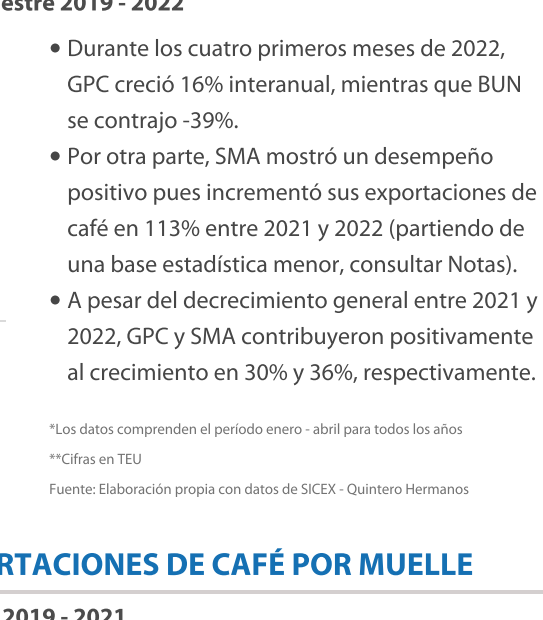 estre 2019 - 2022
• Durante los cuatro primeros meses de 2022,
GPC creció 16% interanual, mientras que BUN
se contrajo -39%.
• Por otra parte, SMA mostró un desempeño
positivo pues incrementó sus exportaciones de
café en 113% entre 2021 y 2022 (partiendo de
una base estadística menor, consultar Notas).
• A pesar del decrecimiento general entre 2021 y
2022, GPC y SMA contribuyeron positivamente
al crecimiento en 30% y 36%, respectivamente.
*Los datos comprenden el período enero - abril para todos los años
**Cifras en TEU
Fuente: Elaboración propia con datos de SICEX - Quintero Hermanos
RTACIONES DE CAFÉ POR MUELLE
2019 - 2021